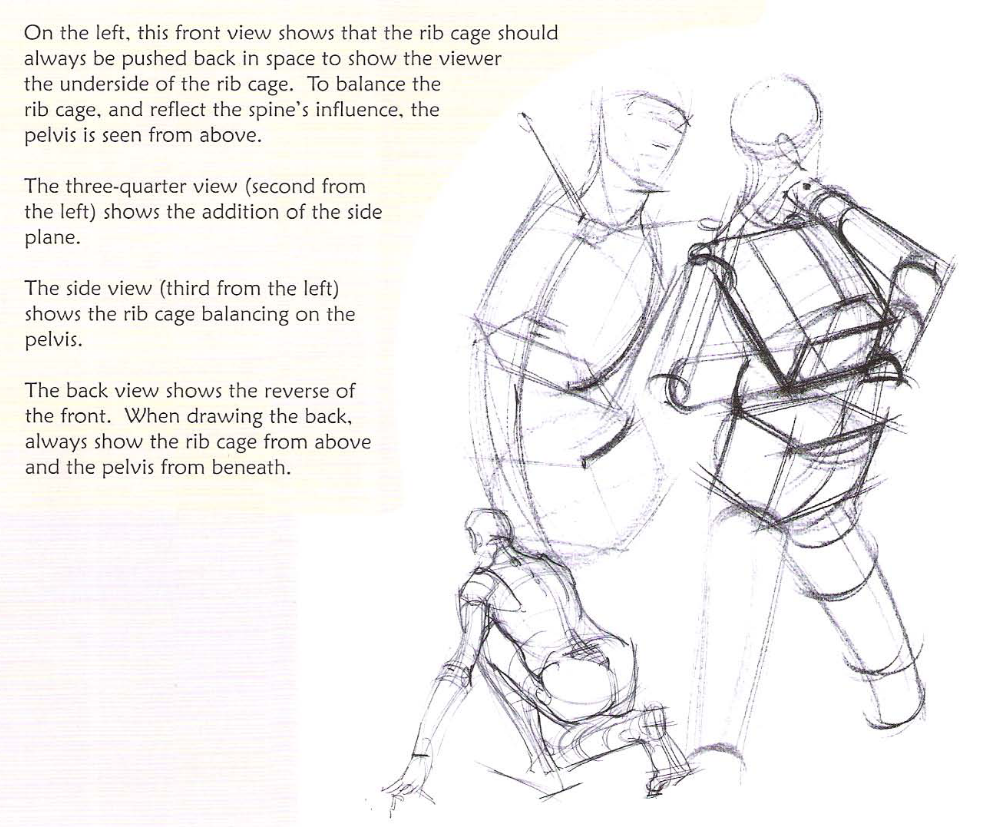 On the left, this front view shows that the rib cage should
always be pushed back in space to show the viewer
the underside of the rib cage.  To balance the
rib cage, and reflect the spine's influence, the
pelvis is seen from above.
The three-quarter view (second from
the left) shows the addition of the side
plane.
The side view (third from the left)
shows the rib cage balancing on the
pelvis.
The back view shows the reverse of
the front.  When drawing the back,
always show the rib cage from above
and the pelvis from beneath.